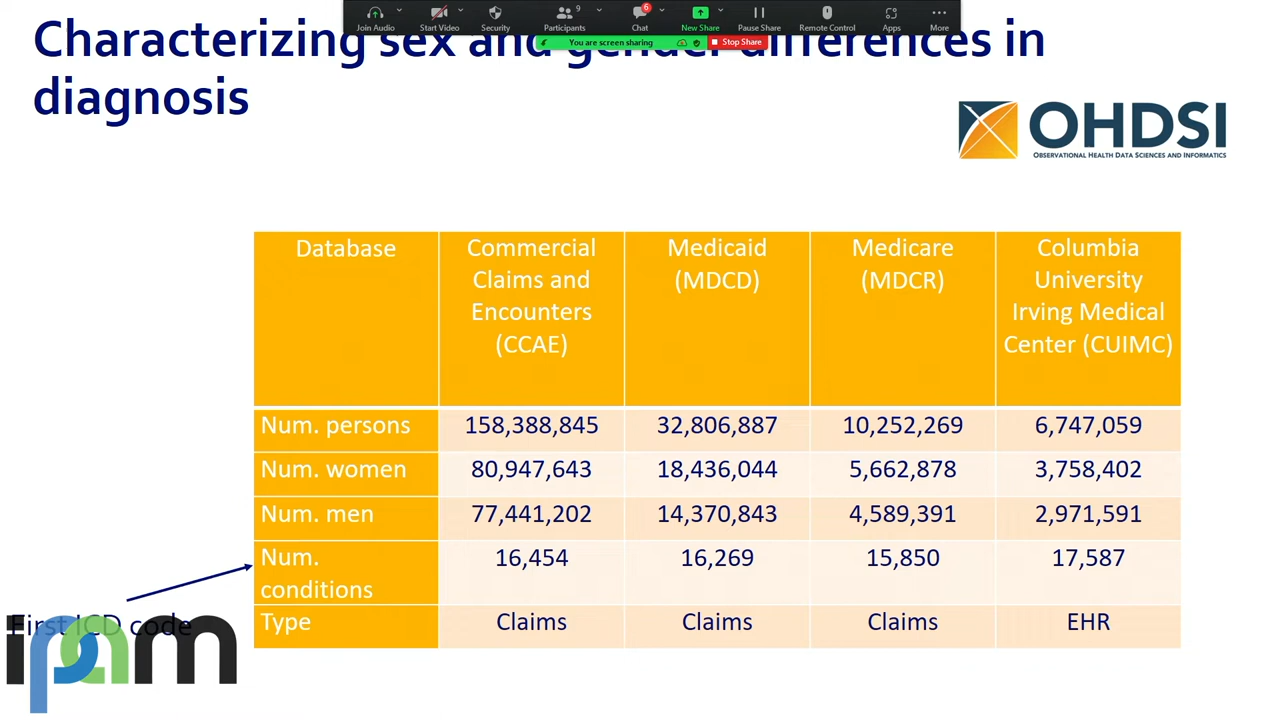 9
6
Join Audio
Start Video
Security
Participants
Chat
New Share
Pause Share
Remote Control
Apps
More
You are screen sharing
Stop Share
Characterizing sex and gender differences in
diagnosis
OHDSI
OBSERVATIONAL HEALTH DATA SCIENCES AND INFORMATICS
Database
Commercial
Claims and
Encounters
(CCAE)
Medicaid
(MDCD)
Medicare
(MDCR)
Columbia
University
Irving Medical
Center (CUIMC)
Num. persons 158,388,845 32,806,887 10,252,269 6,747,059
Num. women 80,947,643 18,436,044 5,662,878 3,758,402
Num. men 77,441,202 14,370,843 4,589,391 2,971,591
Num.
conditions
16,454 16,269 15,850 17,587
Type Claims Claims Claims EHR
First ICD code
ipam